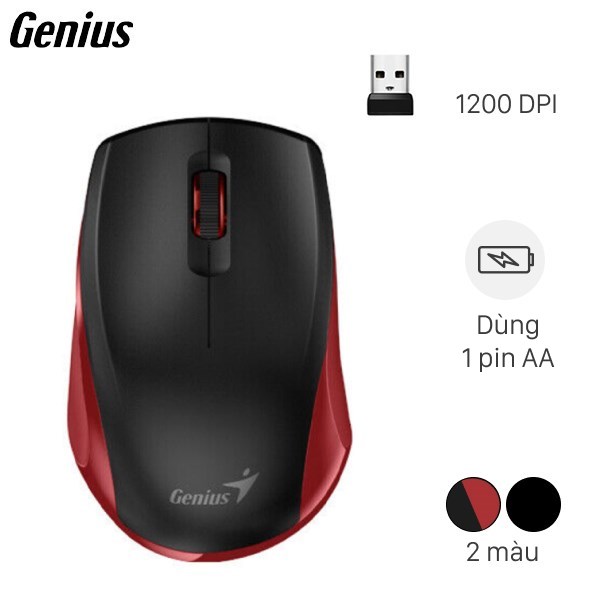 Genius
1200 DPI
Dùng
1 pin AA
Genius
2 màu